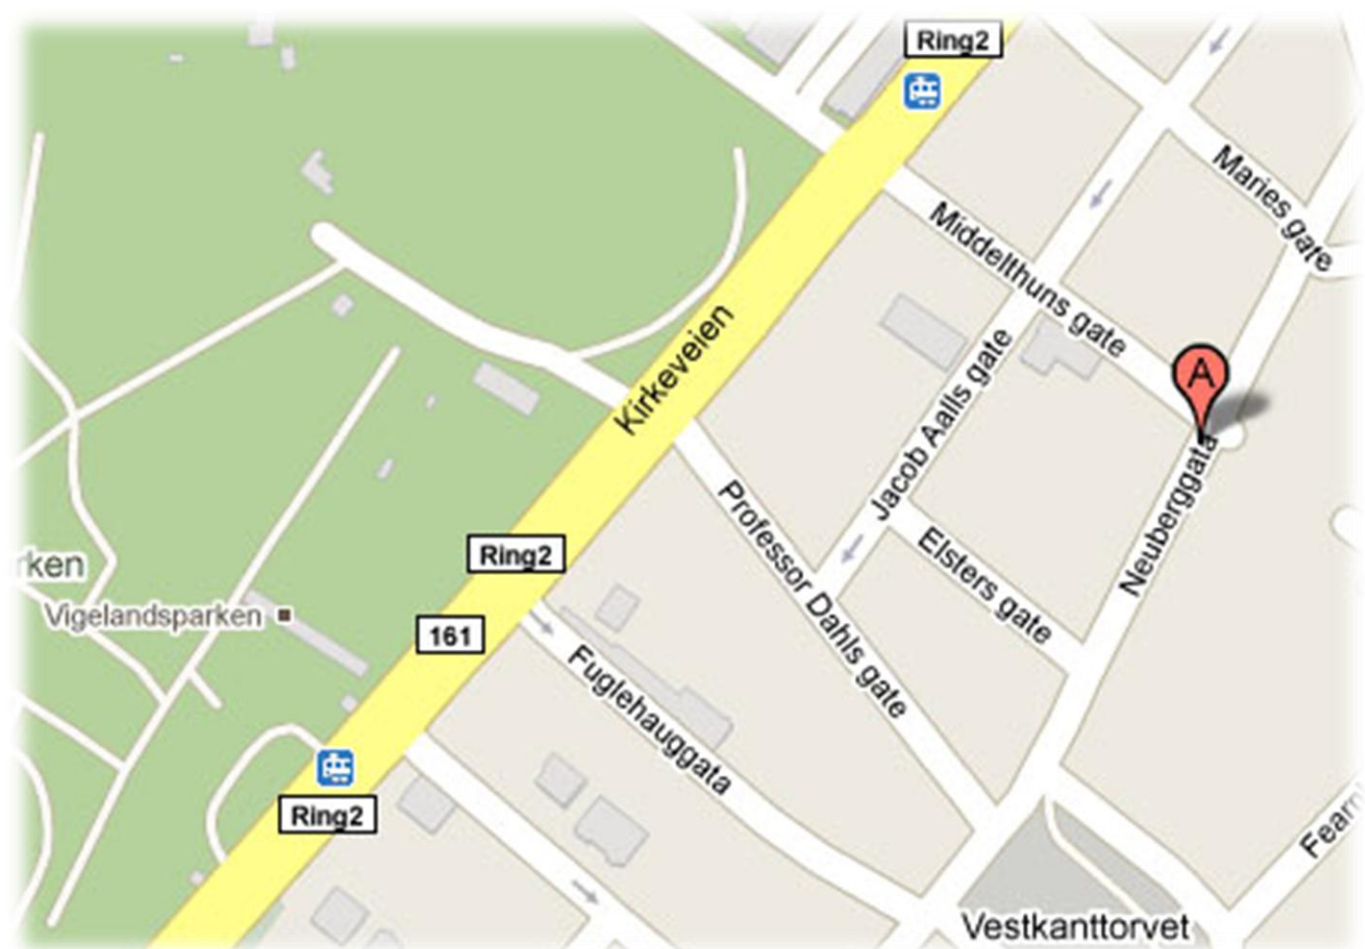 Ring2
Maries gate
Middelthuns gate
A
Kirkeveien
Jacob Aalls gate
Neuberggata
Professor Dahls gate
Elsters gate
Ring2
rken
Vigelandsparken
161
Fuglehauggata
Ring2
Fearn
Vestkanttorvet